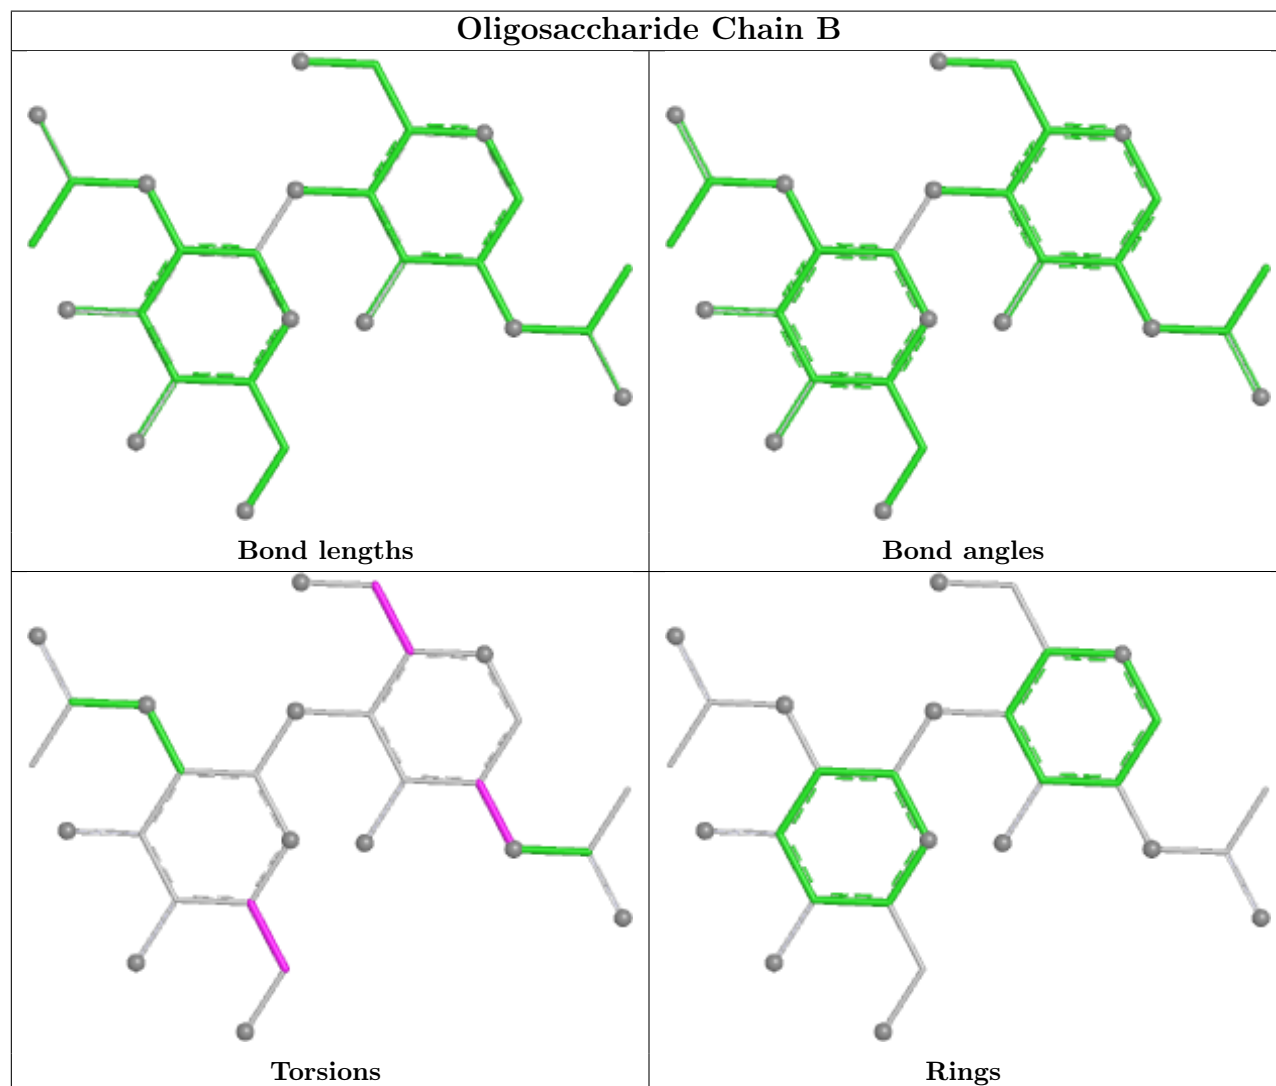 Oligosaccharide Chain B
Bond lengths
Bond angles
Torsions
Rings